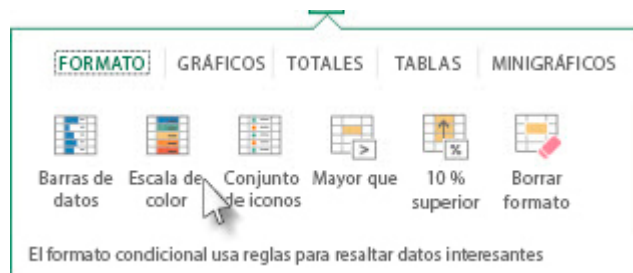 FORMATO GRÁFICOS TOTALES TABLAS MINIGRÁFICOS
> %
Barras de datos
Escala de color
Conjunto de iconos
Mayor que
10 % superior
Borrar formato
El formato condicional usa reglas para resaltar datos interesantes